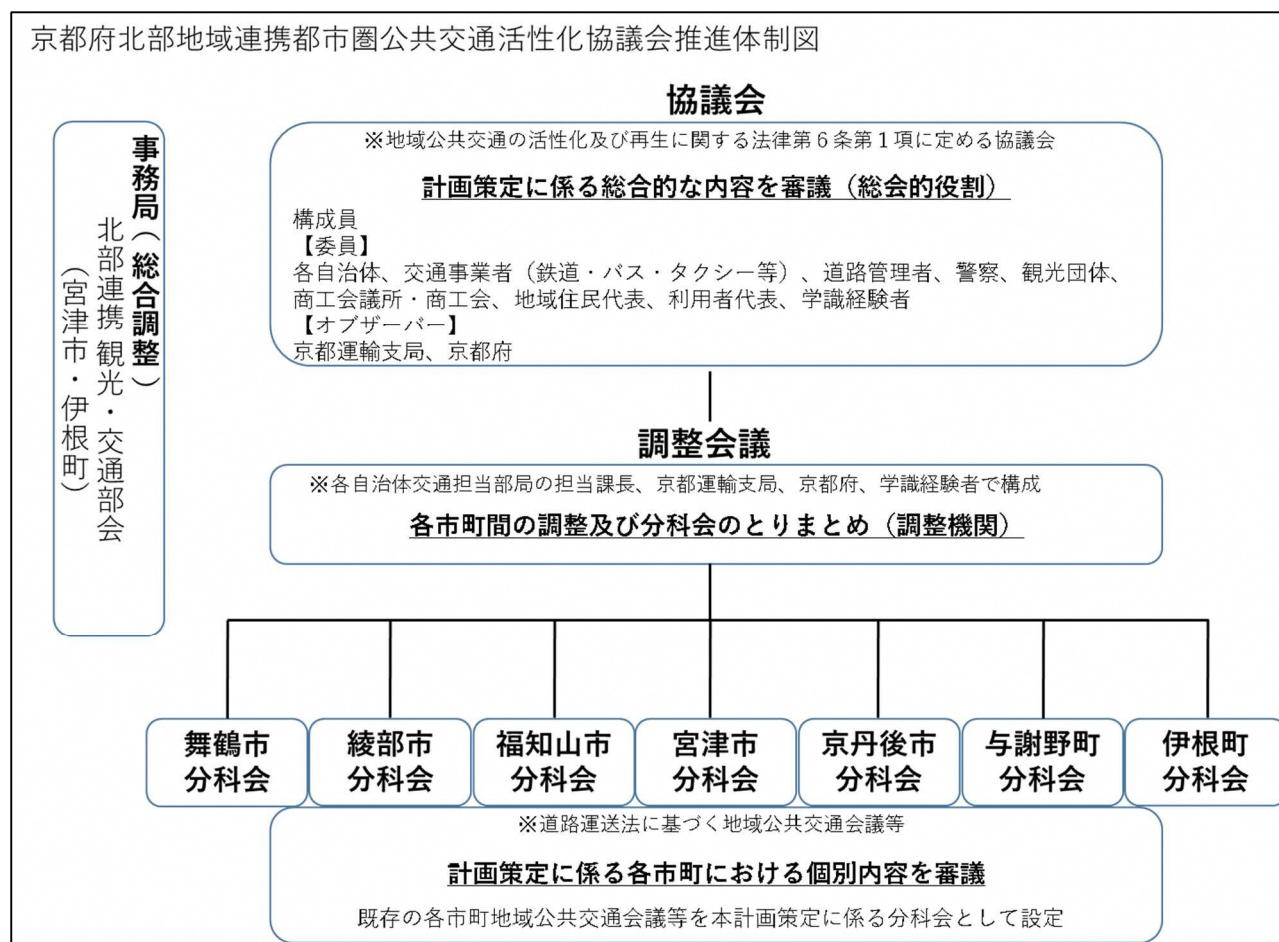 京都府北部地域連携都市圏公共交通活性化協議会推進体制図
事務局（総合調整）
北部連携 観光・交通部会
（宮津市・伊根町）
協議会
※地域公共交通の活性化及び再生に関する法律第６条第１項に定める協議会
計画策定に係る総合的な内容を審議（総会的役割）
構成員
【委員】
各自治体、交通事業者（鉄道・バス・タクシー等）、道路管理者、警察、観光団体、
商工会議所・商工会、地域住民代表、利用者代表、学識経験者
【オブザーバー】
京都運輸支局、京都府
調整会議
※各自治体交通担当部局の担当課長、京都運輸支局、京都府、学識経験者で構成
各市町間の調整及び分科会のとりまとめ（調整機関）
舞鶴市
分科会
綾部市
分科会
福知山市
分科会
宮津市
分科会
京丹後市
分科会
与謝野町
分科会
伊根町
分科会
※道路運送法に基づく地域公共交通会議等
計画策定に係る各市町における個別内容を審議
既存の各市町地域公共交通会議等を本計画策定に係る分科会として設定